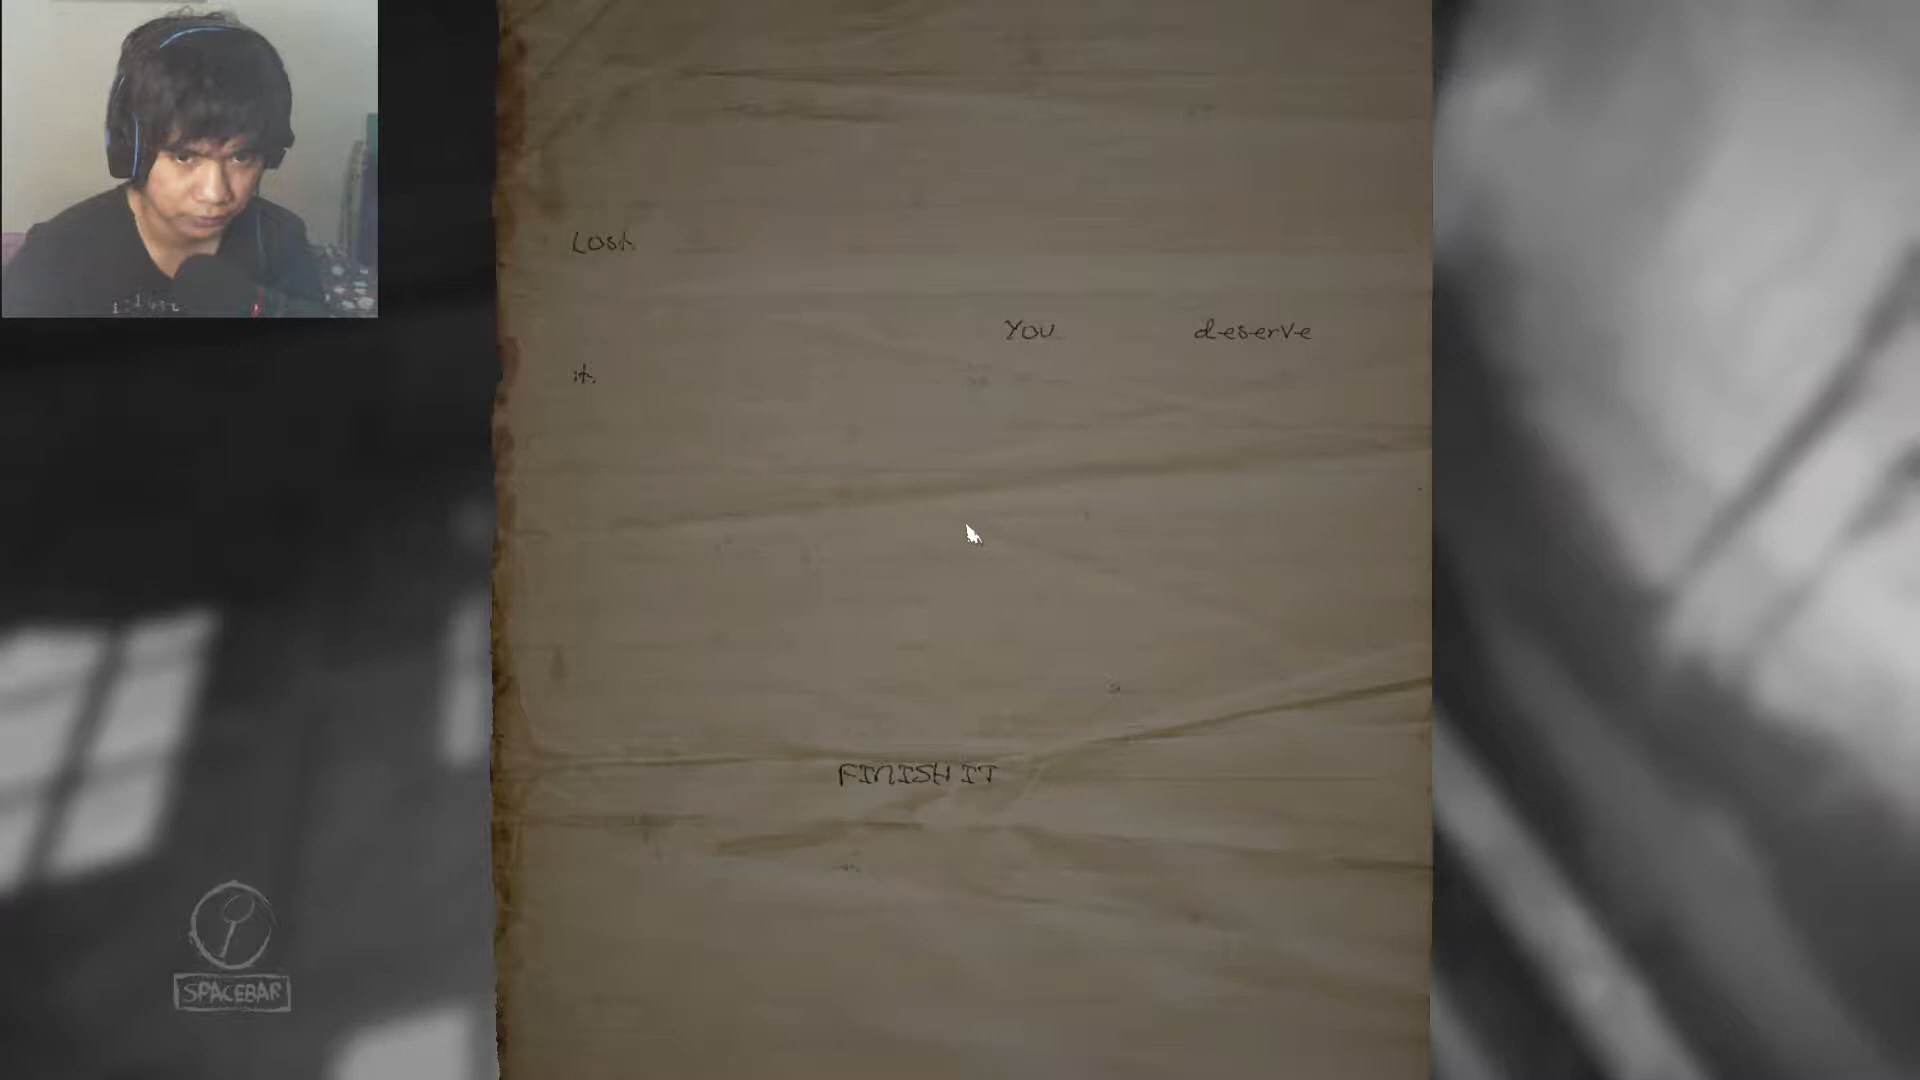 Lost.
You deserve
it.
FINISH IT
SPACEBAR